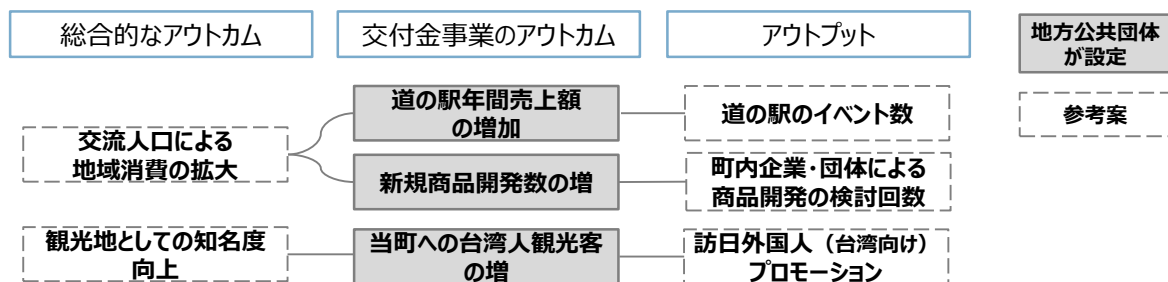 総合的なアウトカム
交付金事業のアウトカム
アウトプット
地方公共団体
が設定
参考案
交流人口による
地域消費の拡大
道の駅年間売上額
の増加
道の駅のイベント数
新規商品開発数の増
町内企業・団体による
商品開発の検討回数
観光地としての知名度
向上
当町への台湾人観光客
の増
訪日外国人（台湾向け）
プロモーション